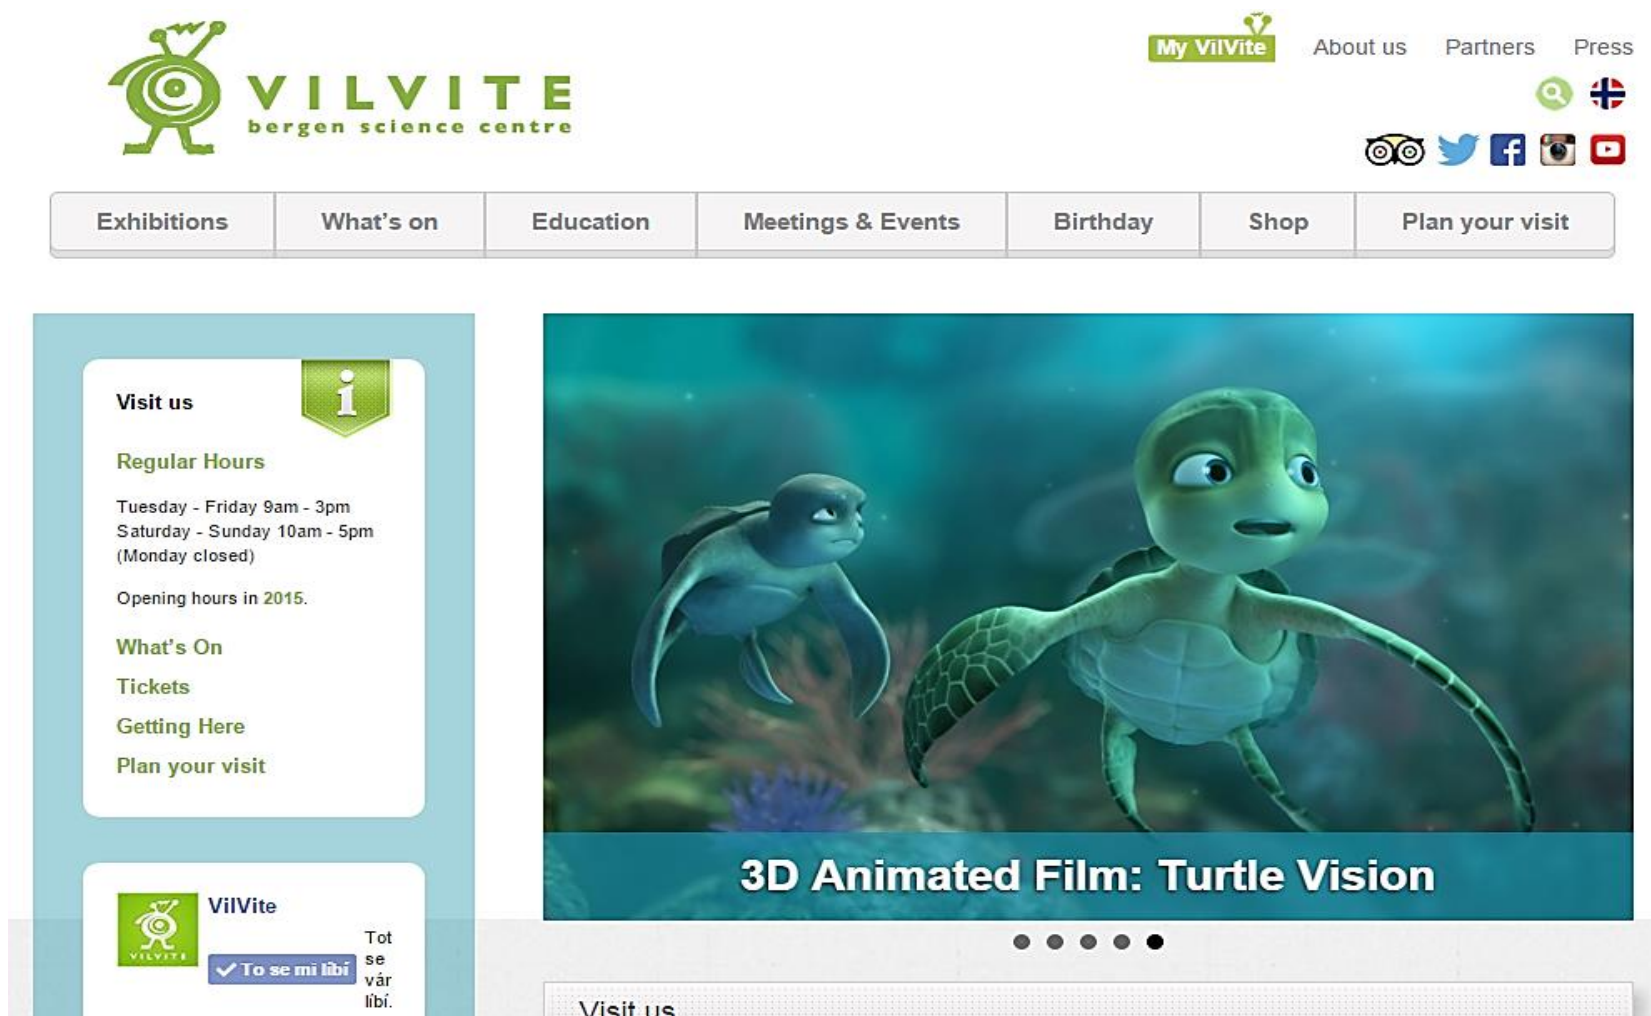 My VilVite About us Partners Press
VILVITE
bergen science centre
Exhibitions What's on Education Meetings & Events Birthday Shop Plan your visit
Visit us
i
Regular Hours
Tuesday - Friday 9am - 3pm
Saturday - Sunday 10am - 5pm
(Monday closed)
Opening hours in 2015.
What's On
Tickets
Getting Here
Plan your visit
3D Animated Film: Turtle Vision
VILVITE
VilVite
To se mi líbí
Tot
se
vár
líbí.
Visit us